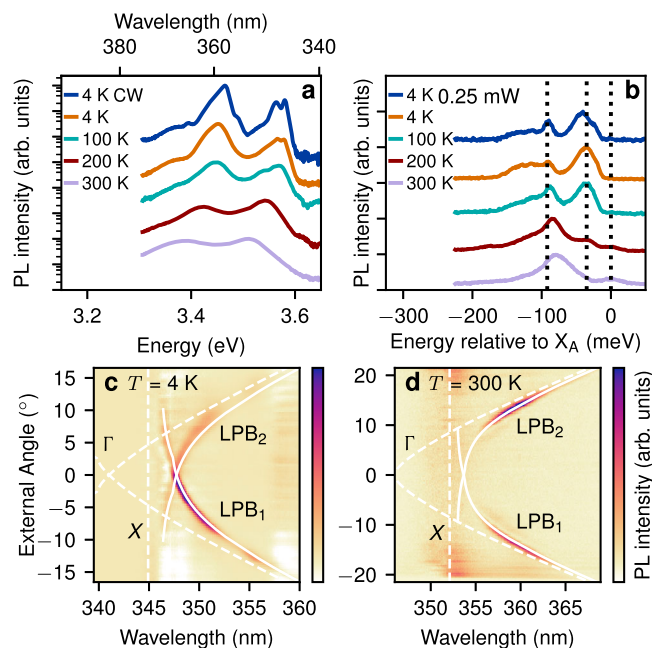 Wavelength (nm)
380 360 340
a
4 K CW
4 K
100 K
200 K
300 K
PL intensity (arb. units)
3.2 3.4 3.6
Energy (eV)
b
4 K 0.25 mW
4 K
100 K
200 K
300 K
PL intensity (arb. units)
−300 −200 −100 0
Energy relative to X_A (meV)
c T = 4 K
15
10
5
0
−5
−10
−15
External Angle (°)
Γ
X
LPB₂
LPB₁
340 345 350 355 360
Wavelength (nm)
d T = 300 K
20
10
0
−10
−20
Γ
X
LPB₂
LPB₁
350 355 360 365
Wavelength (nm)
PL intensity (arb. units)